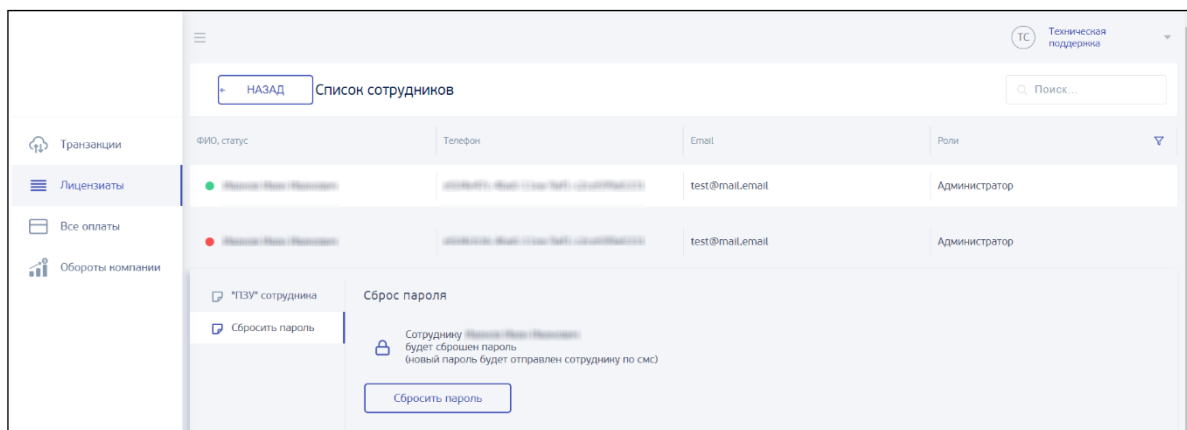 ТС
Техническая
поддержка
НАЗАД
Список сотрудников
Поиск...
Транзакции
Лицензиаты
Все оплаты
Обороты компании
ФИО, статус
Телефон
Email
Роли
test@mail.email
Администратор
test@mail.email
Администратор
"ПЗУ" сотрудника
Сбросить пароль
Сброс пароля
Сотруднику
будет сброшен пароль
(новый пароль будет отправлен сотруднику по смс)
Сбросить пароль